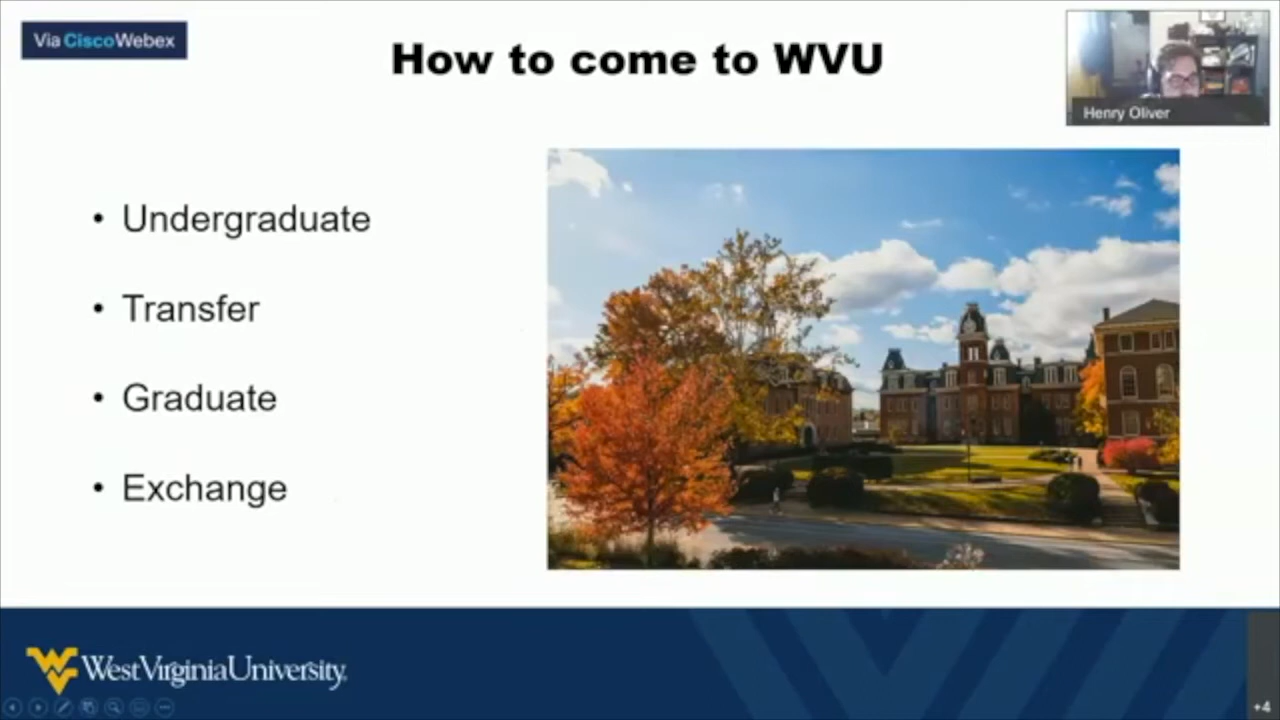 Via CiscoWebex
How to come to WVU
Henry Oliver
• Undergraduate
• Transfer
• Graduate
• Exchange
WestVirginiaUniversity.
+4